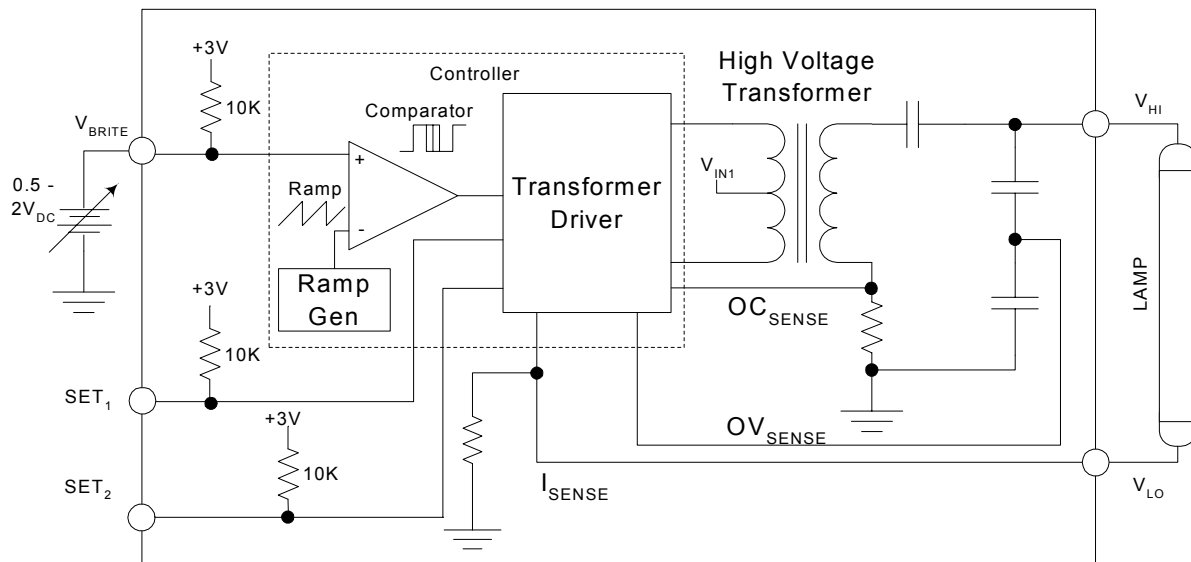 +3V
10K
V_BRITE
0.5 -
2V_DC
Controller
Comparator
+
Ramp
-
Ramp
Gen
Transformer
Driver
High Voltage
Transformer
V_IN1
V_HI
LAMP
V_LO
OC_SENSE
OV_SENSE
I_SENSE
+3V
10K
SET_1
+3V
10K
SET_2